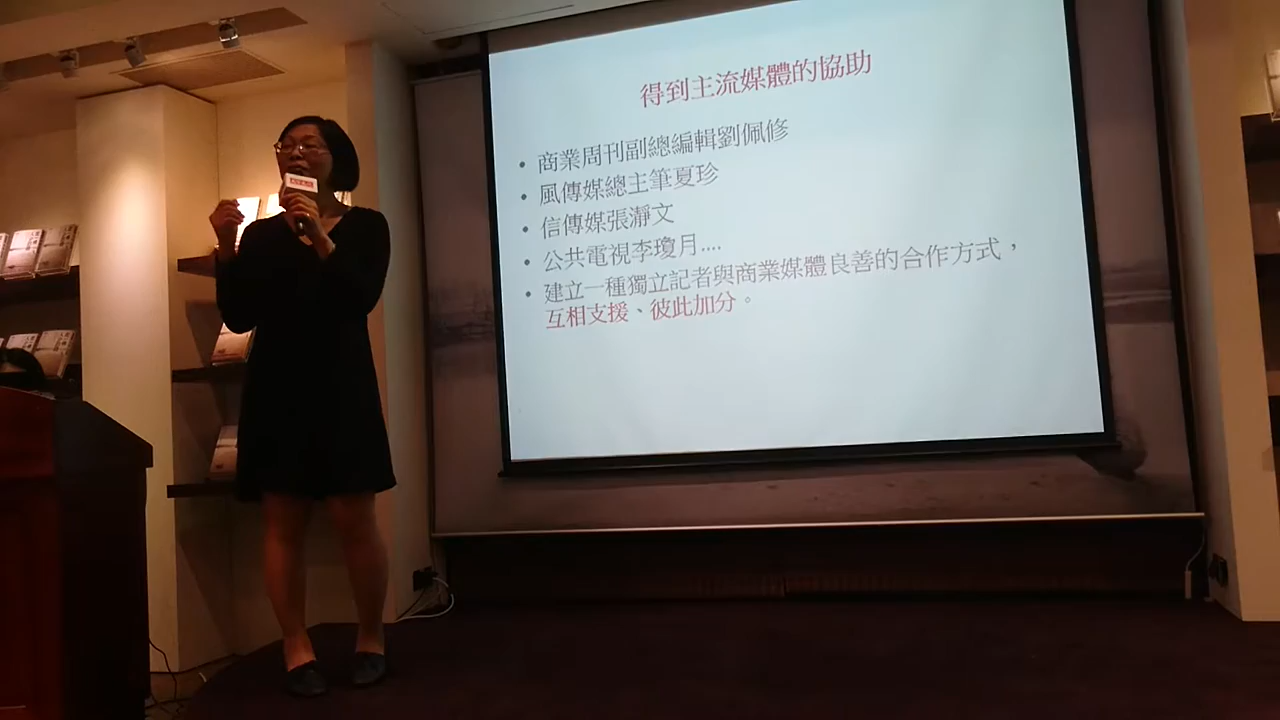 得到主流媒體的協助
• 商業周刊副總編輯劉佩修
• 風傳媒總主筆夏珍
• 信傳媒張瀞文
• 公共電視李瓊月....
• 建立一種獨立記者與商業媒體良善的合作方式，
互相支援、彼此加分。